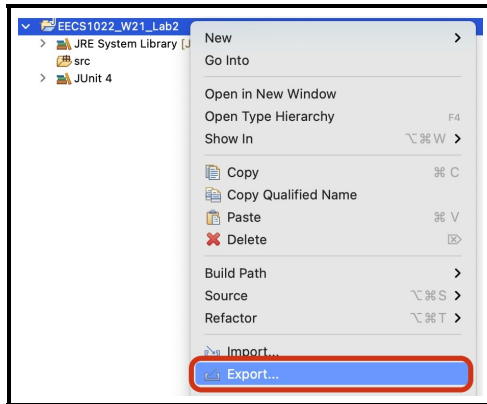 EECS1022_W21_Lab2
JRE System Library [J
src
JUnit 4
New
Go Into
Open in New Window
Open Type Hierarchy F4
Show In ⌥⌘W
Copy ⌘C
Copy Qualified Name
Paste ⌘V
Delete ⌦
Build Path
Source ⌥⌘S
Refactor ⌥⌘T
Import...
Export...